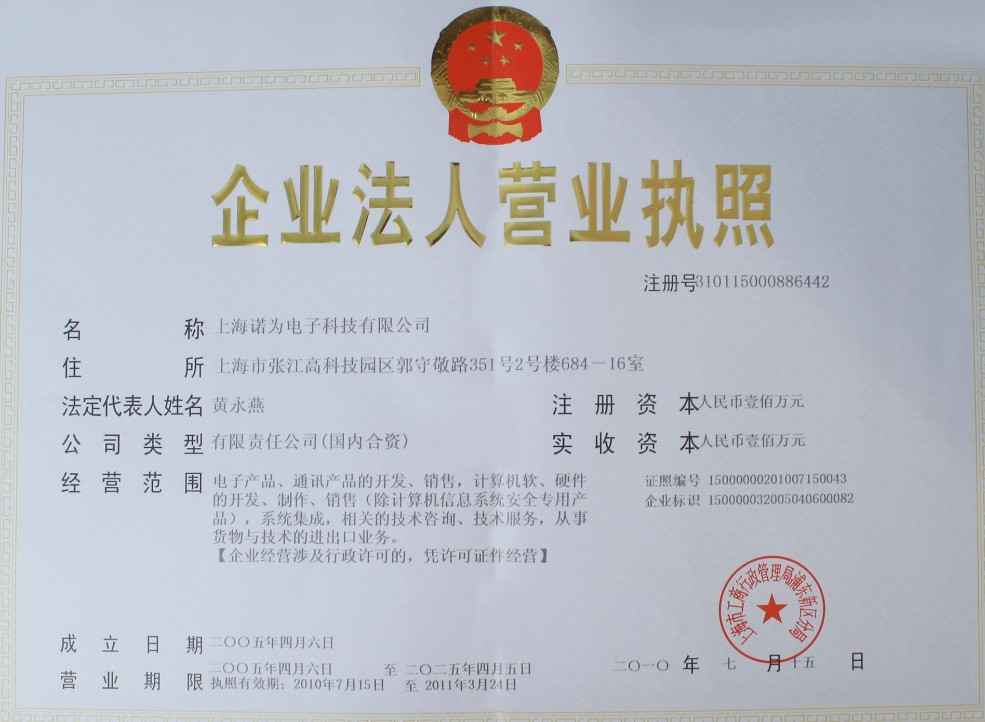 企业法人营业执照
注册号310115000886442
名称 上海诺为电子科技有限公司
住所 上海市张江高科技园区郭守敬路351号2号楼684－16室
法定代表人姓名 黄永燕 注册资本 人民币壹佰万元
公司类型 有限责任公司(国内合资) 实收资本 人民币壹佰万元
经营范围 电子产品、通讯产品的开发、销售，计算机软、硬件 证照编号 15000000201007150043
的开发、制作、销售（除计算机信息系统安全专用产 企业标识 150000032005040600082
品），系统集成，相关的技术咨询、技术服务，从事
货物与技术的进出口业务。
【企业经营涉及行政许可的，凭许可证件经营】
上海市工商行政管理局浦东新区分局
成立日期 二〇〇五年四月六日
营业期限 二〇〇五年四月六日 至 二〇二五年四月五日 二〇一〇 年 七 月 十五 日
执照有效期：2010年7月15日 至 2011年3月24日